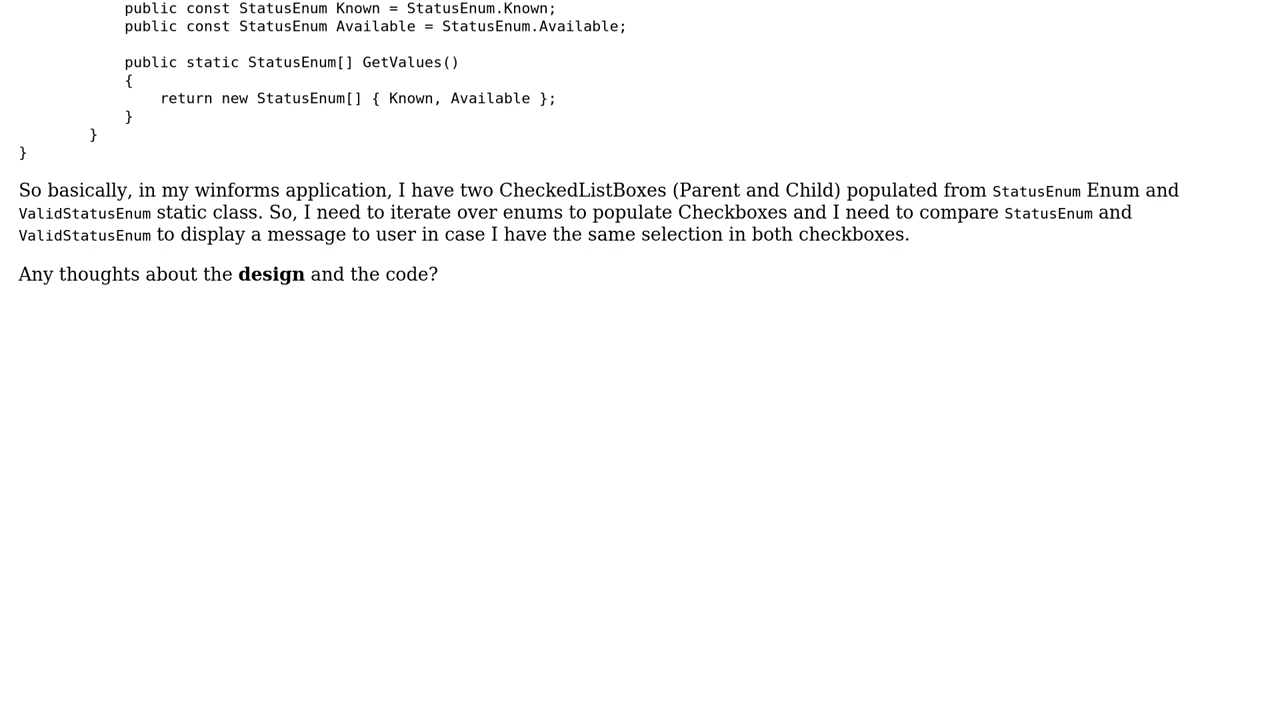 public const StatusEnum Known = StatusEnum.Known;
            public const StatusEnum Available = StatusEnum.Available;

            public static StatusEnum[] GetValues()
            {
                return new StatusEnum[] { Known, Available };
            }
        }
}
So basically, in my winforms application, I have two CheckedListBoxes (Parent and Child) populated from StatusEnum Enum and
ValidStatusEnum static class. So, I need to iterate over enums to populate Checkboxes and I need to compare StatusEnum and
ValidStatusEnum to display a message to user in case I have the same selection in both checkboxes.
Any thoughts about the design and the code?